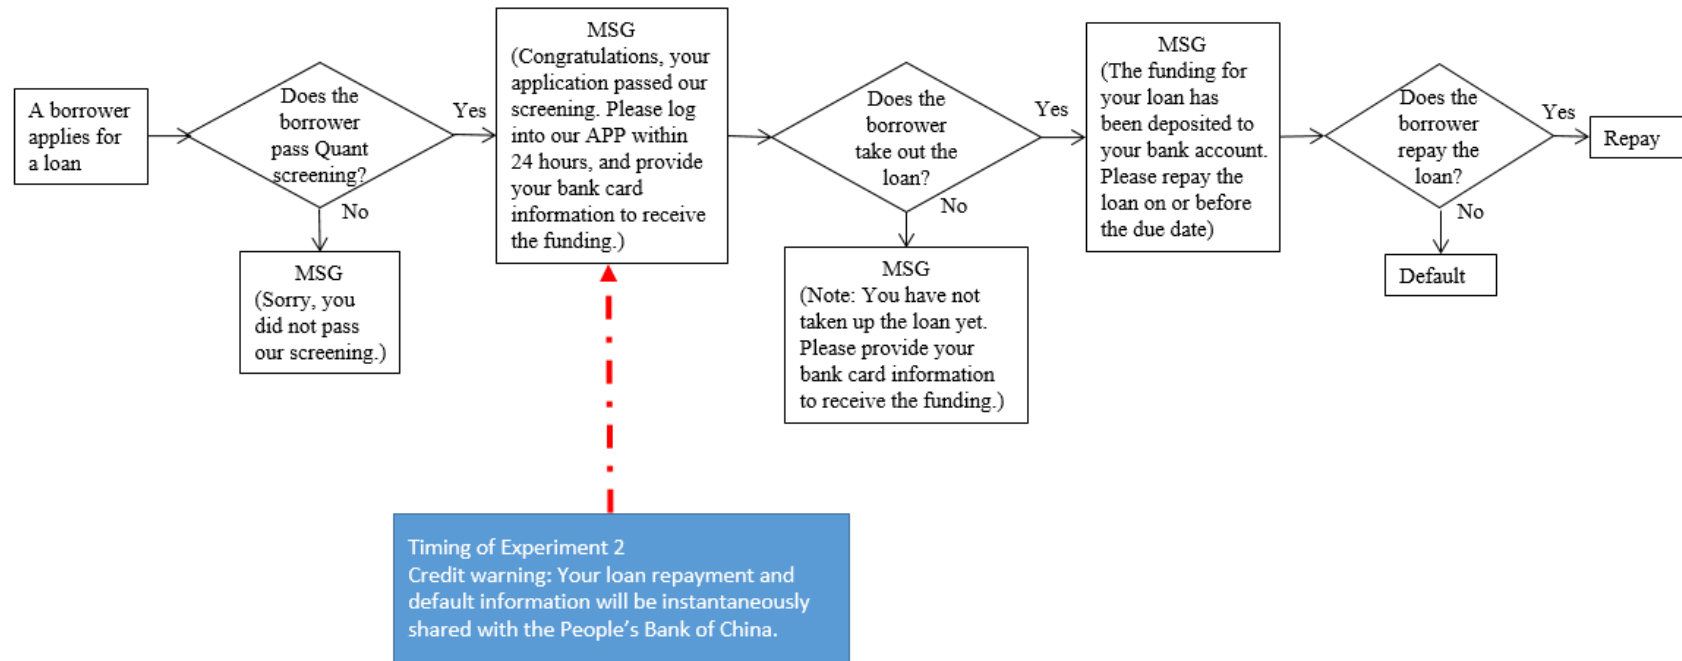 A borrower
applies for
a loan
Does the
borrower
pass Quant
screening?
Yes
No
MSG
(Sorry, you
did not pass
our screening.)
MSG
(Congratulations, your
application passed our
screening. Please log
into our APP within
24 hours, and provide
your bank card
information to receive
the funding.)
Does the
borrower
take out the
loan?
Yes
No
MSG
(Note: You have not
taken up the loan yet.
Please provide your
bank card information
to receive the funding.)
MSG
(The funding for
your loan has
been deposited to
your bank account.
Please repay the
loan on or before
the due date)
Does the
borrower
repay the
loan?
Yes
Repay
No
Default
Timing of Experiment 2
Credit warning: Your loan repayment and
default information will be instantaneously
shared with the People’s Bank of China.